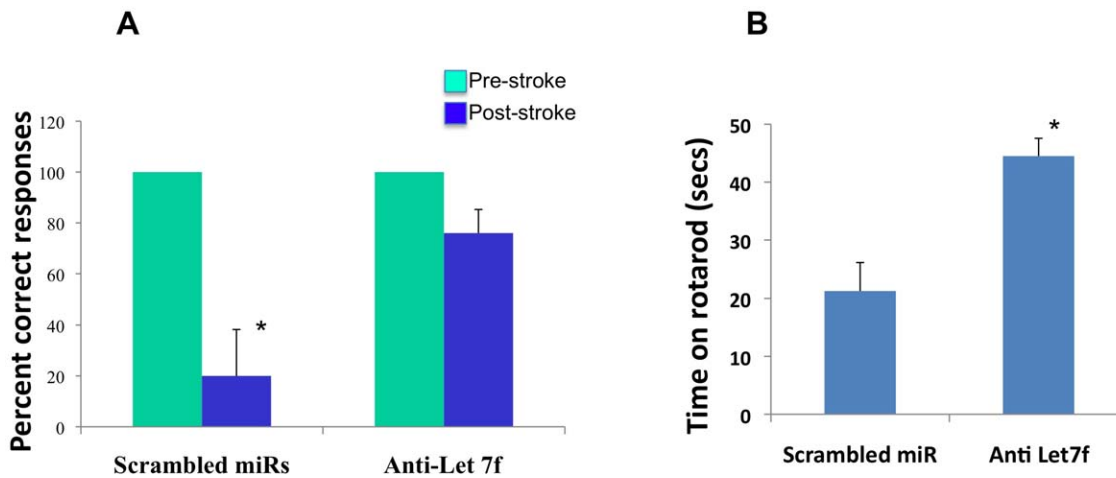 A
Pre-stroke
Post-stroke
Percent correct responses
120
100
80
60
40
20
0
*
Scrambled miRs
Anti-Let 7f
B
Time on rotarod (secs)
50
40
30
20
10
0
*
Scrambled miR
Anti Let7f